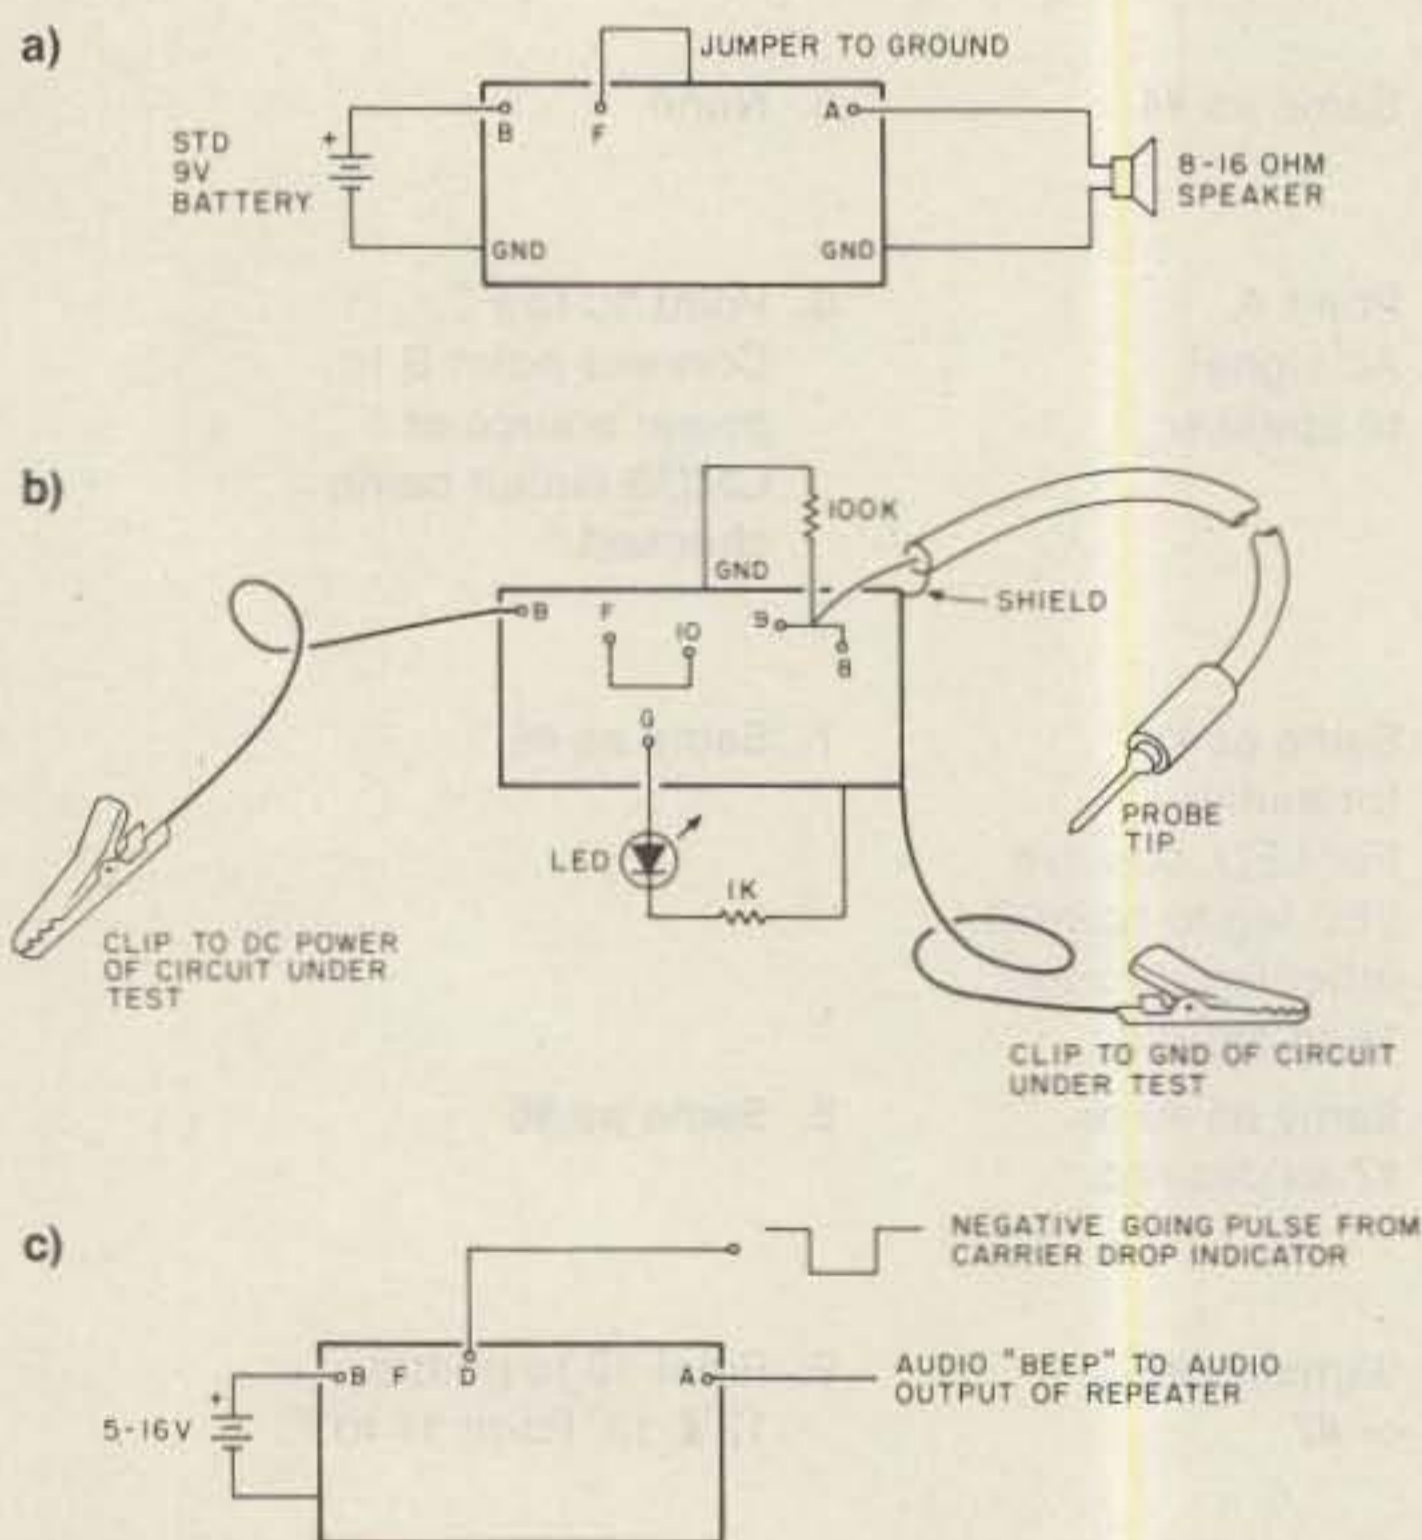 a)
JUMPER TO GROUND
B
F
A
STD
9V
BATTERY
+
8-16 OHM
SPEAKER
GND
GND
b)
100K
GND
SHIELD
B
F
10
9
8
G
PROBE
TIP
LED
1K
CLIP TO DC POWER
OF CIRCUIT UNDER
TEST
CLIP TO GND OF CIRCUIT
UNDER TEST
c)
NEGATIVE GOING PULSE FROM
CARRIER DROP INDICATOR
B F D
A
AUDIO "BEEP" TO AUDIO
OUTPUT OF REPEATER
+
5-16V